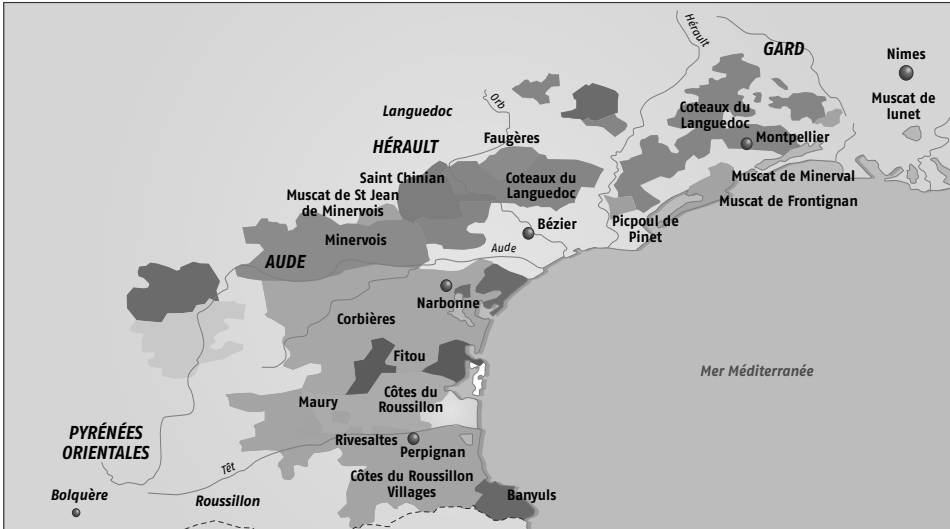 Hérault
GARD
Nimes
Muscat de
lunet
Languedoc
Orb
Coteaux du
Languedoc
Montpellier
HÉRAULT
Faugères
Saint Chinian
Coteaux du
Languedoc
Muscat de Minerval
Muscat de St Jean
de Minervois
Muscat de Frontignan
Picpoul de
Pinet
Bézier
Minervois
Aude
AUDE
Narbonne
Corbières
Fitou
Mer Méditerranée
Maury
Côtes du
Roussillon
PYRÉNÉES
ORIENTALES
Rivesaltes
Perpignan
Têt
Côtes du Roussillon
Villages
Bolquère
Roussillon
Banyuls